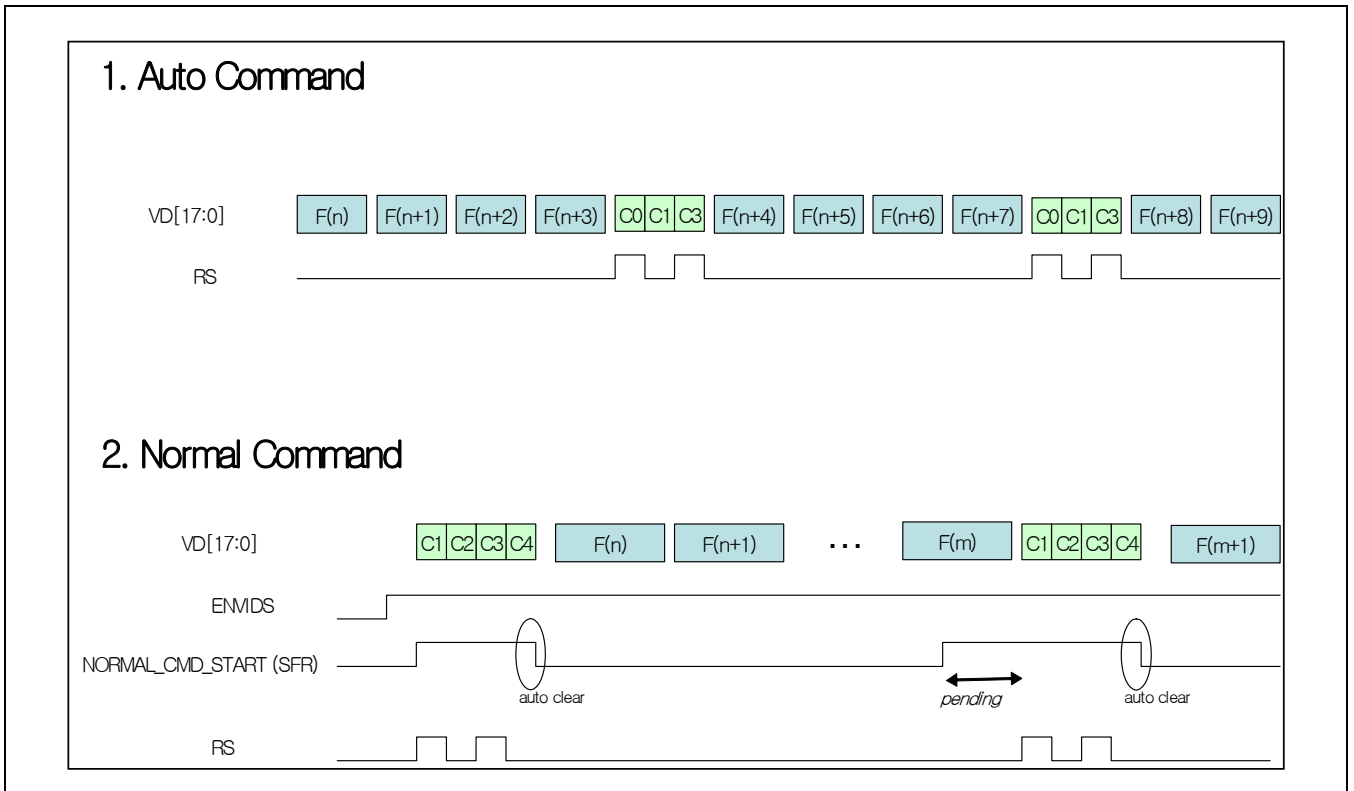 1. Auto Command
VD[17:0] F(n) F(n+1) F(n+2) F(n+3) C0 C1 C3 F(n+4) F(n+5) F(n+6) F(n+7) C0 C1 C3 F(n+8) F(n+9)
RS
2. Normal Command
VD[17:0] C1 C2 C3 C4 F(n) F(n+1) ... F(m) C1 C2 C3 C4 F(m+1)
ENVIDS
NORMAL_CMD_START (SFR)
auto clear pending auto clear
RS